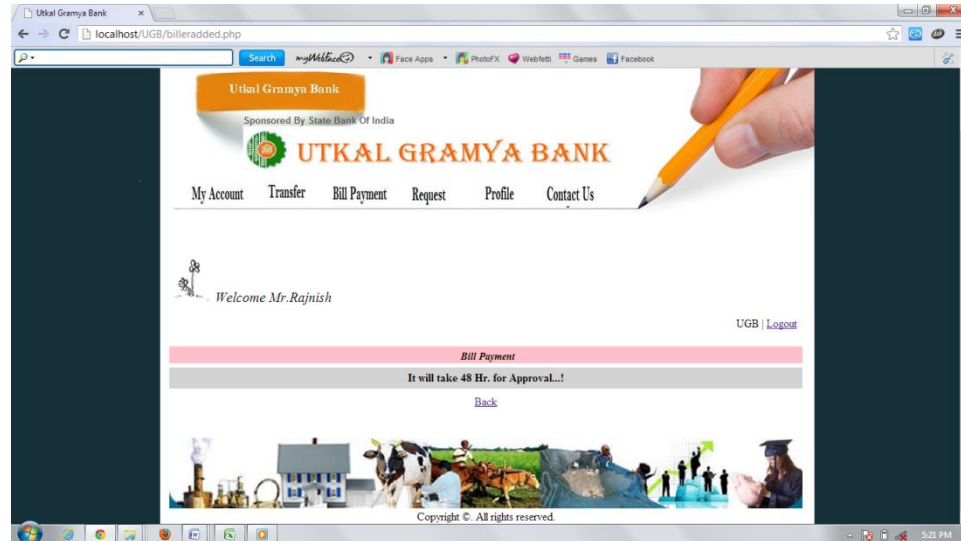 Utkal Gramya Bank
localhost/UGB/billeradded.php
Search myWebface Face Apps PhotoFX Webfetti Games Facebook
Utkal Gramya Bank
Sponsored By State Bank Of India
UGB
UTKAL GRAMYA BANK
My Account Transfer Bill Payment Request Profile Contact Us
Welcome Mr.Rajnish
UGB | Logout
Bill Payment
It will take 48 Hr. for Approval...!
Back
Copyright ©. All rights reserved.
5:21 PM